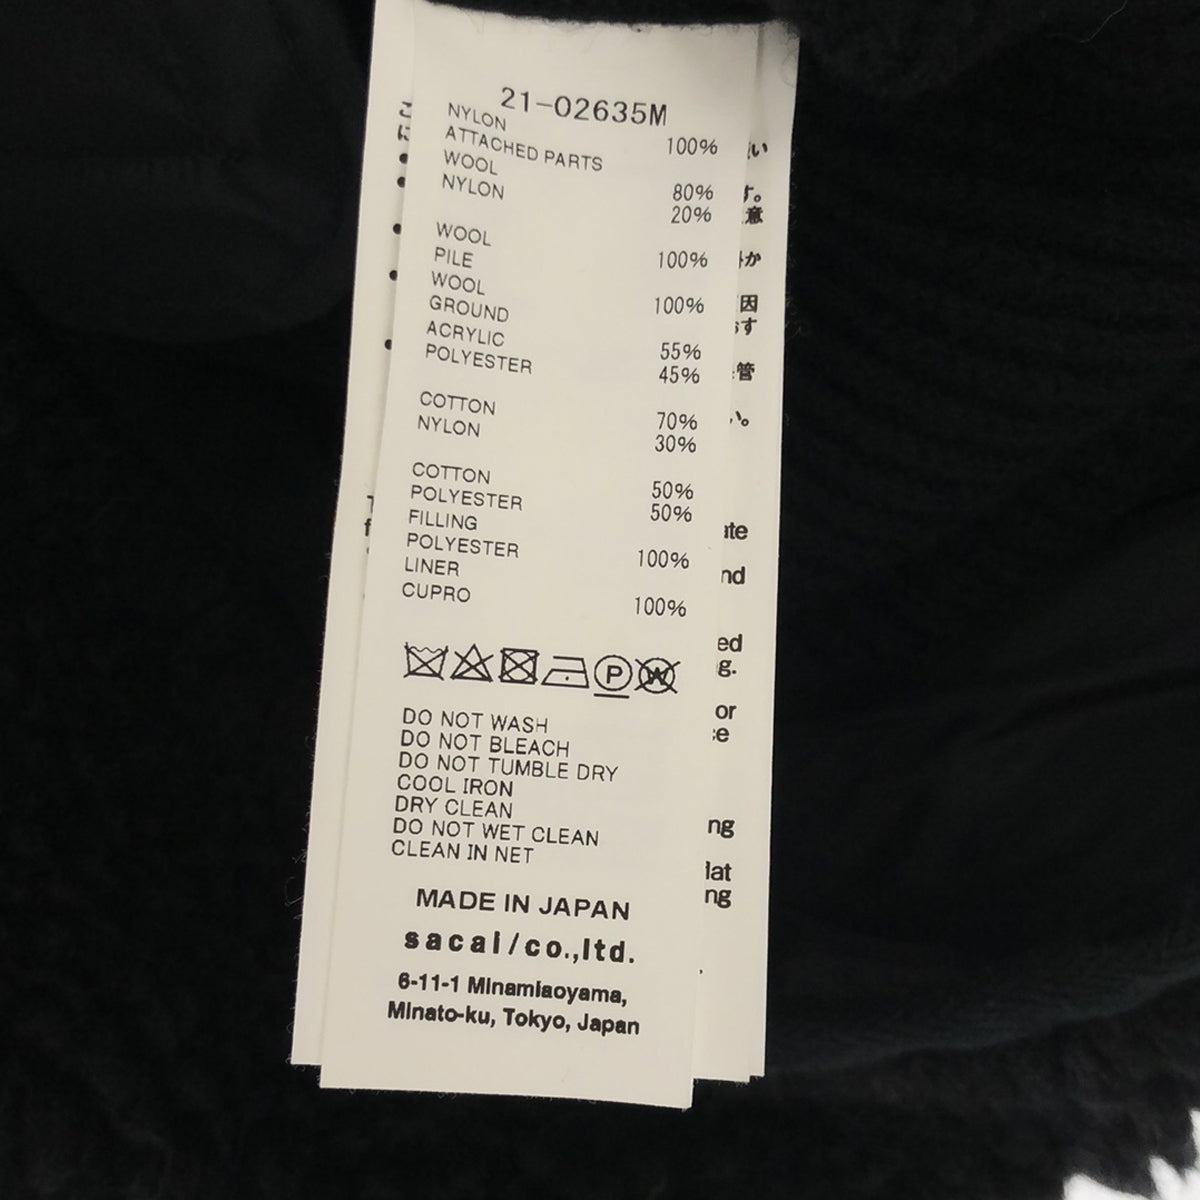 21-02635M
NYLON 100%
ATTACHED PARTS
WOOL 80%
NYLON 20%
WOOL 100%
PILE
WOOL 100%
GROUND
ACRYLIC 55%
POLYESTER 45%
COTTON 70%
NYLON 30%
COTTON 50%
POLYESTER 50%
FILLING
POLYESTER 100%
LINER
CUPRO 100%
P W
DO NOT WASH
DO NOT BLEACH
DO NOT TUMBLE DRY
COOL IRON
DRY CLEAN
DO NOT WET CLEAN
CLEAN IN NET
MADE IN JAPAN
sacai/co.,ltd.
6-11-1 Minamiaoyama,
Minato-ku, Tokyo, Japan